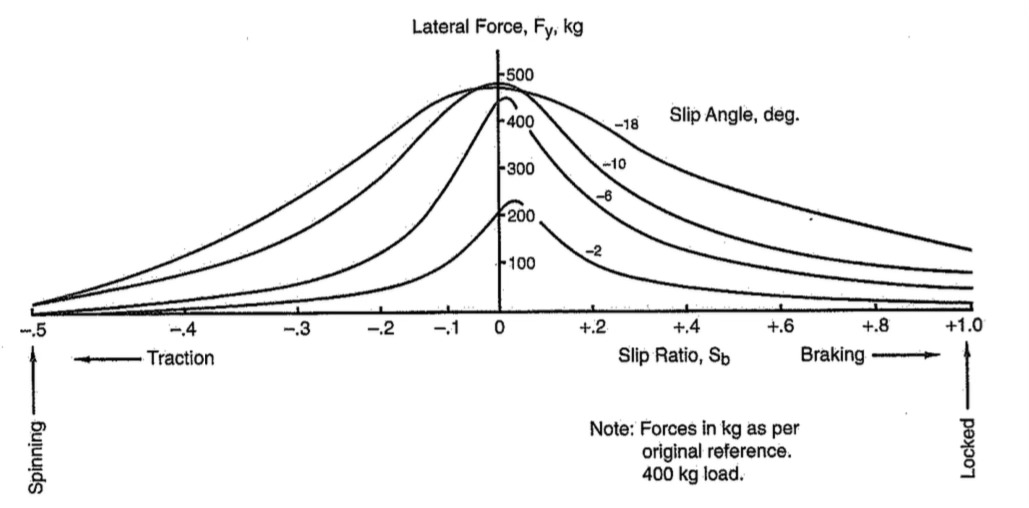 Lateral Force, Fy, kg
500
400
300
200
100
Slip Angle, deg.
–18
–10
–6
–2
–.5
–.4
–.3
–.2
–.1
0
+.2
+.4
+.6
+.8
+1.0
Traction
Slip Ratio, Sb
Braking
Spinning
Locked
Note: Forces in kg as per
original reference.
400 kg load.